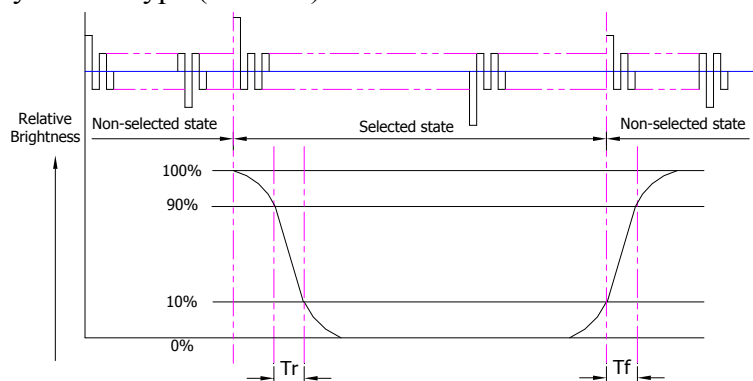 Relative
Brightness
Non-selected state
Selected state
Non-selected state
100%
90%
10%
0%
Tr
Tf